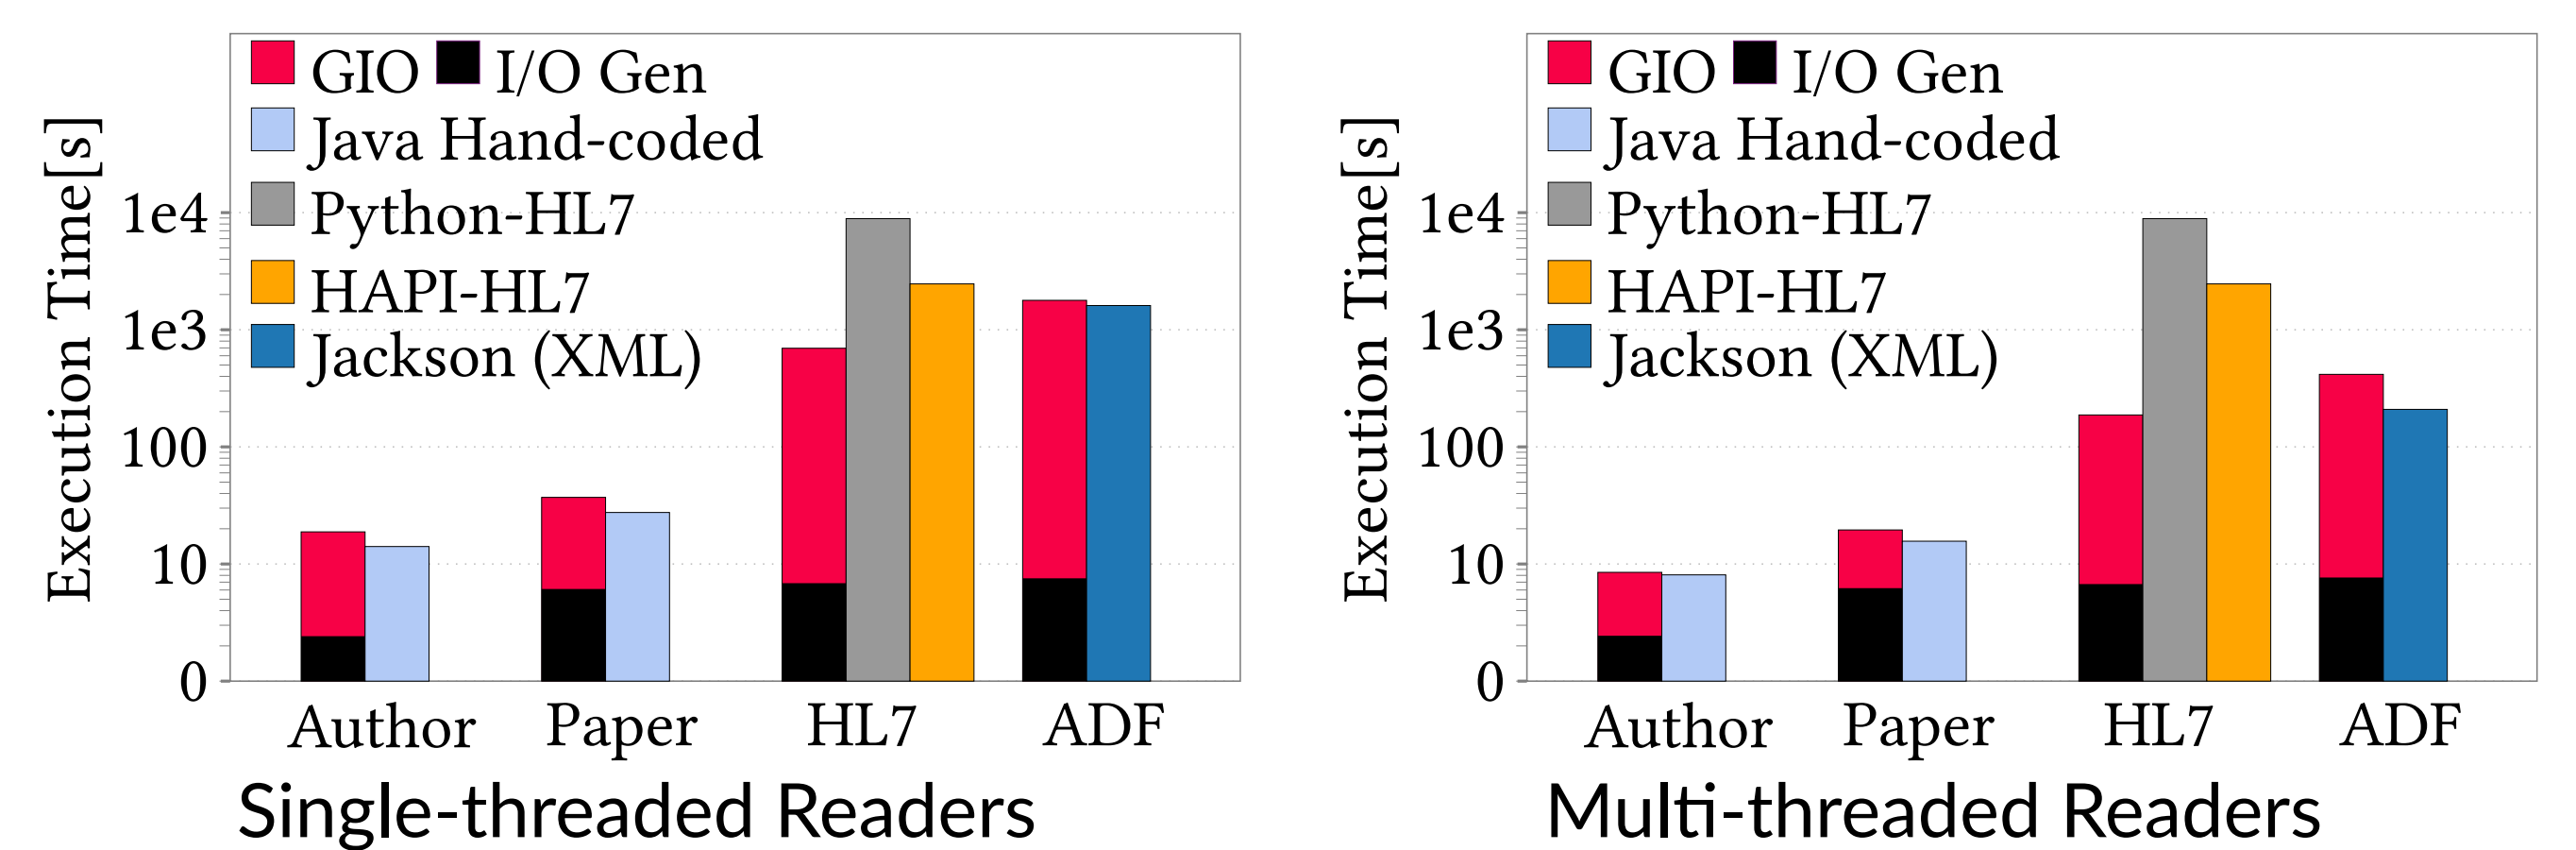 GIO I/O Gen
Java Hand-coded
Python-HL7
HAPI-HL7
Jackson (XML)
Execution Time[s]
1e4
1e3
100
10
0
Author Paper HL7 ADF
Single-threaded Readers
GIO I/O Gen
Java Hand-coded
Python-HL7
HAPI-HL7
Jackson (XML)
Execution Time[s]
1e4
1e3
100
10
0
Author Paper HL7 ADF
Multi-threaded Readers